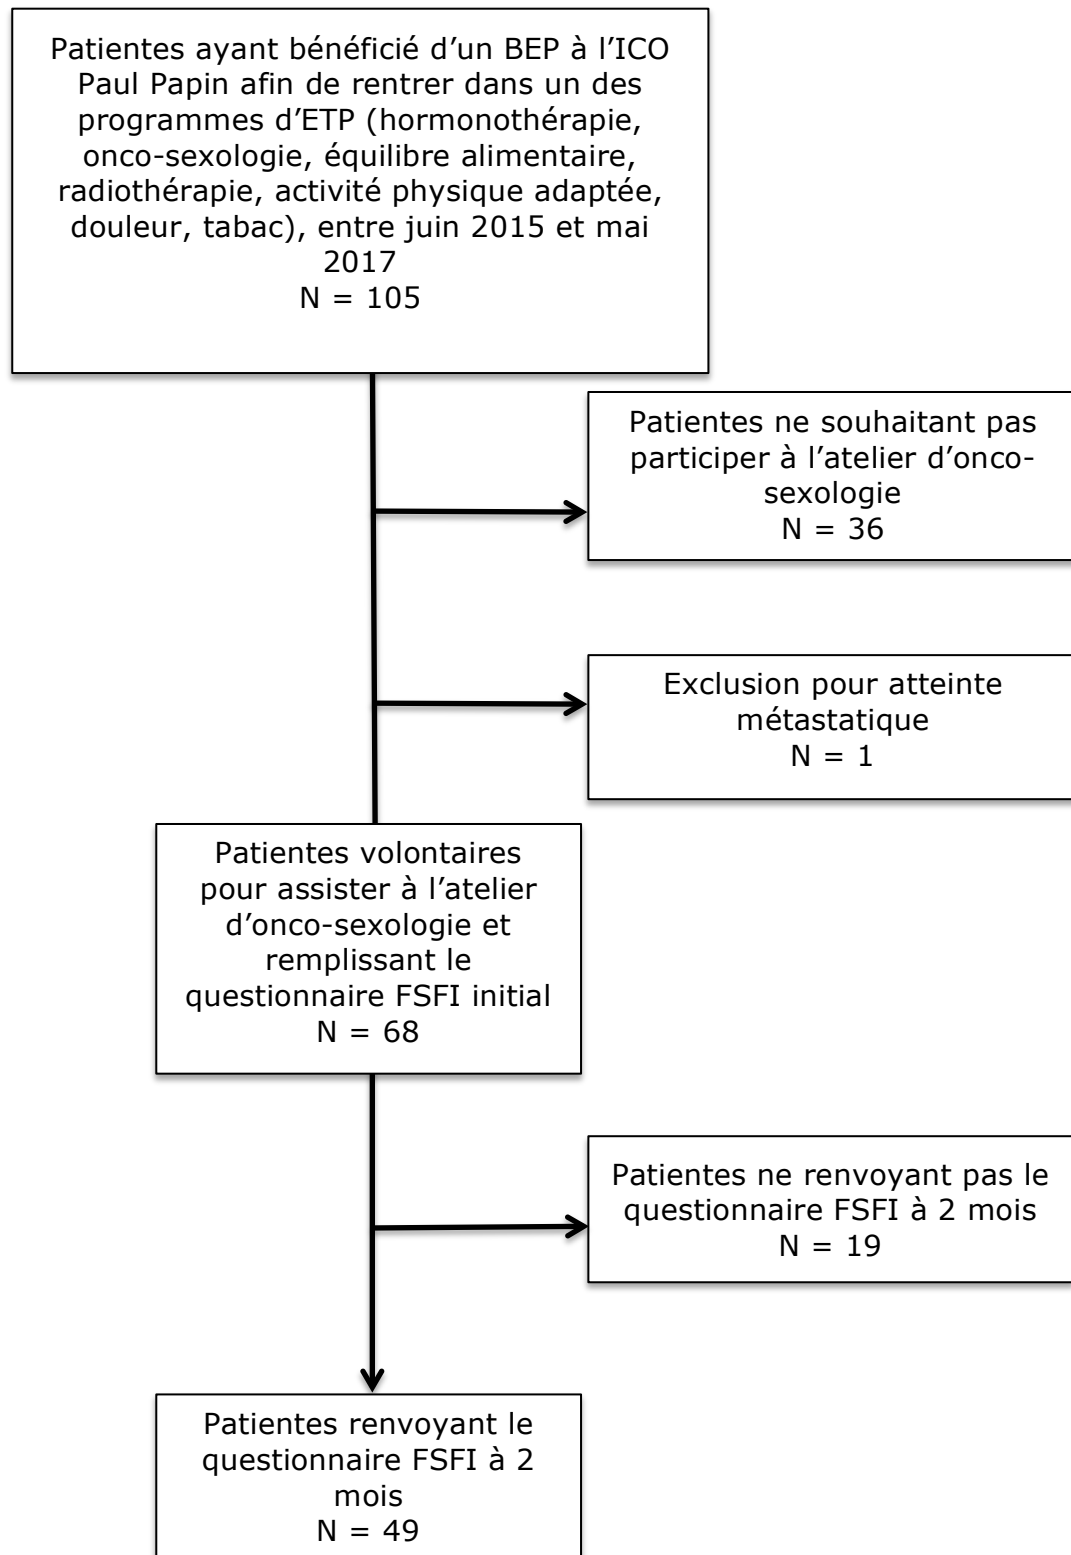 Patientes ayant bénéficié d’un BEP à l’ICO
Paul Papin afin de rentrer dans un des
programmes d’ETP (hormonothérapie,
onco-sexologie, équilibre alimentaire,
radiothérapie, activité physique adaptée,
douleur, tabac), entre juin 2015 et mai
2017
N = 105
Patientes ne souhaitant pas
participer à l’atelier d’onco-
sexologie
N = 36
Exclusion pour atteinte
métastatique
N = 1
Patientes volontaires
pour assister à l’atelier
d’onco-sexologie et
remplissant le
questionnaire FSFI initial
N = 68
Patientes ne renvoyant pas le
questionnaire FSFI à 2 mois
N = 19
Patientes renvoyant le
questionnaire FSFI à 2
mois
N = 49